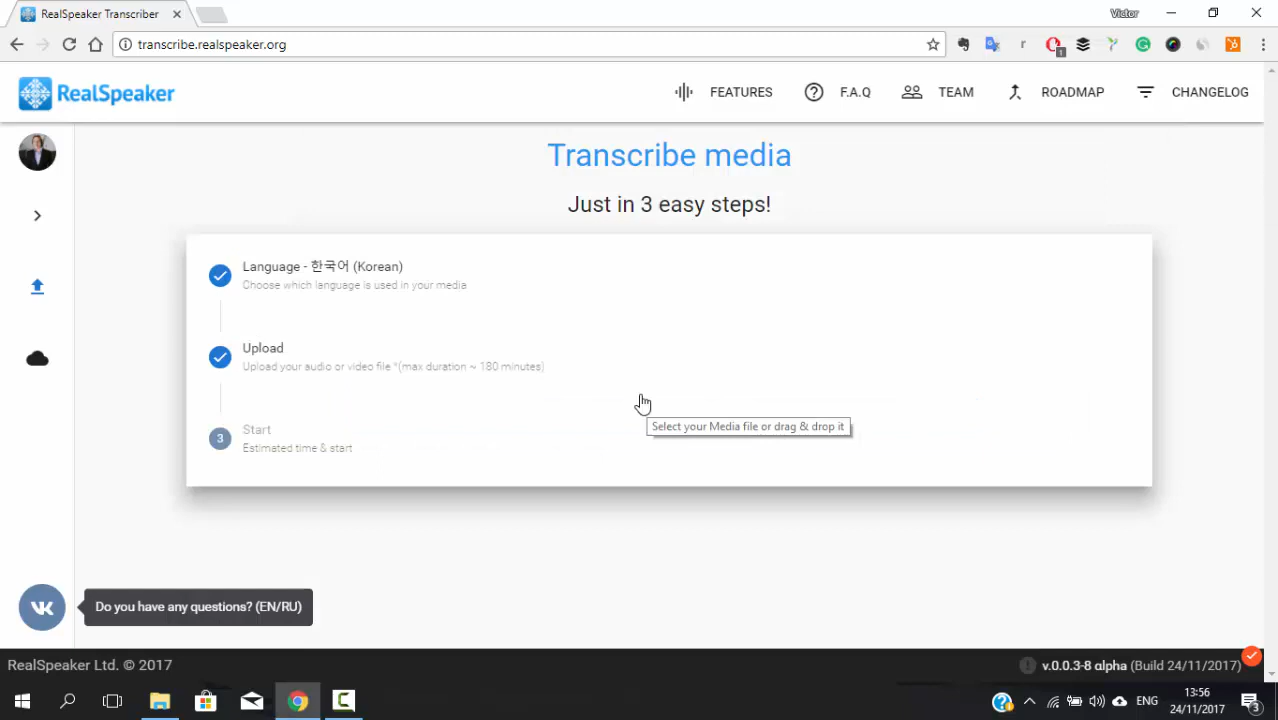 RealSpeaker Transcriber
Victor
transcribe.realspeaker.org
RealSpeaker
FEATURES
F.A.Q
TEAM
ROADMAP
CHANGELOG
Transcribe media
Just in 3 easy steps!
Language - 한국어 (Korean)
Choose which language is used in your media
Upload
Upload your audio or video file *(max duration ~ 180 minutes)
Select your Media file or drag & drop it
3
Start
Estimated time & start
Do you have any questions? (EN/RU)
RealSpeaker Ltd. © 2017
v.0.0.3-8 alpha (Build 24/11/2017)
ENG
13:56
24/11/2017
3